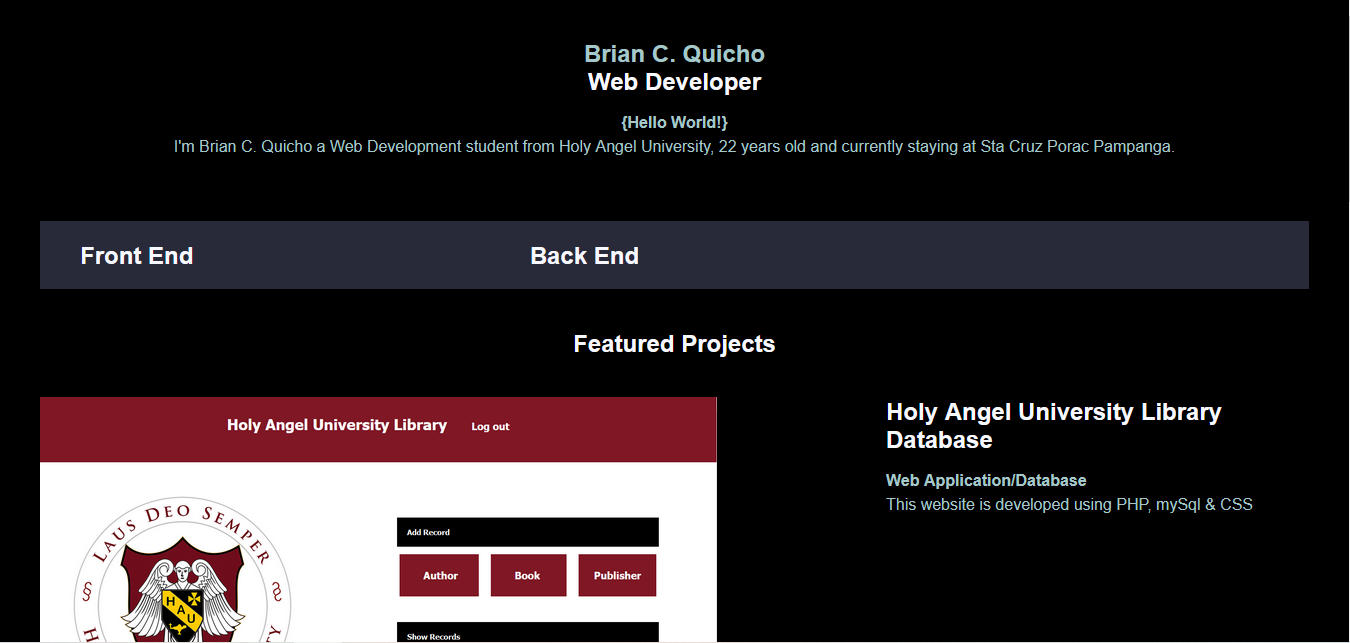 Brian C. Quicho
Web Developer
{Hello World!}
I'm Brian C. Quicho a Web Development student from Holy Angel University, 22 years old and currently staying at Sta Cruz Porac Pampanga.
Front End
Back End
Featured Projects
Holy Angel University Library
Log out
LAUS DEO SEMPER
HAU
Add Record
Author
Book
Publisher
Show Records
Holy Angel University Library
Database
Web Application/Database
This website is developed using PHP, mySql & CSS